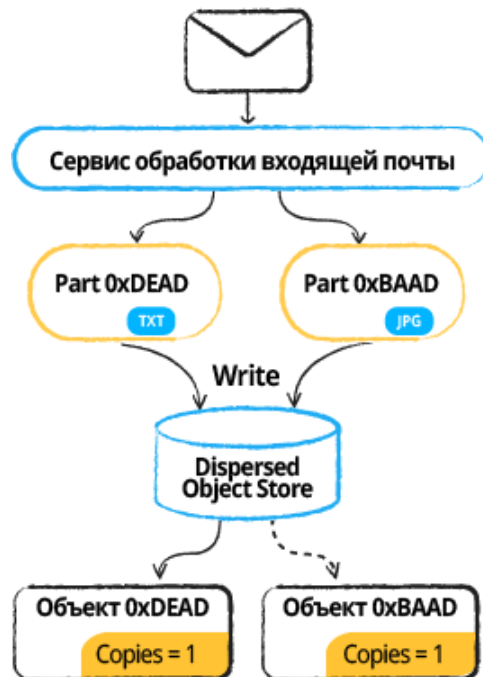 Сервис обработки входящей почты
Part 0xDEAD
Part 0xBAAD
TXT
JPG
Write
Dispersed
Object Store
Объект 0xDEAD
Объект 0xBAAD
Copies = 1
Copies = 1